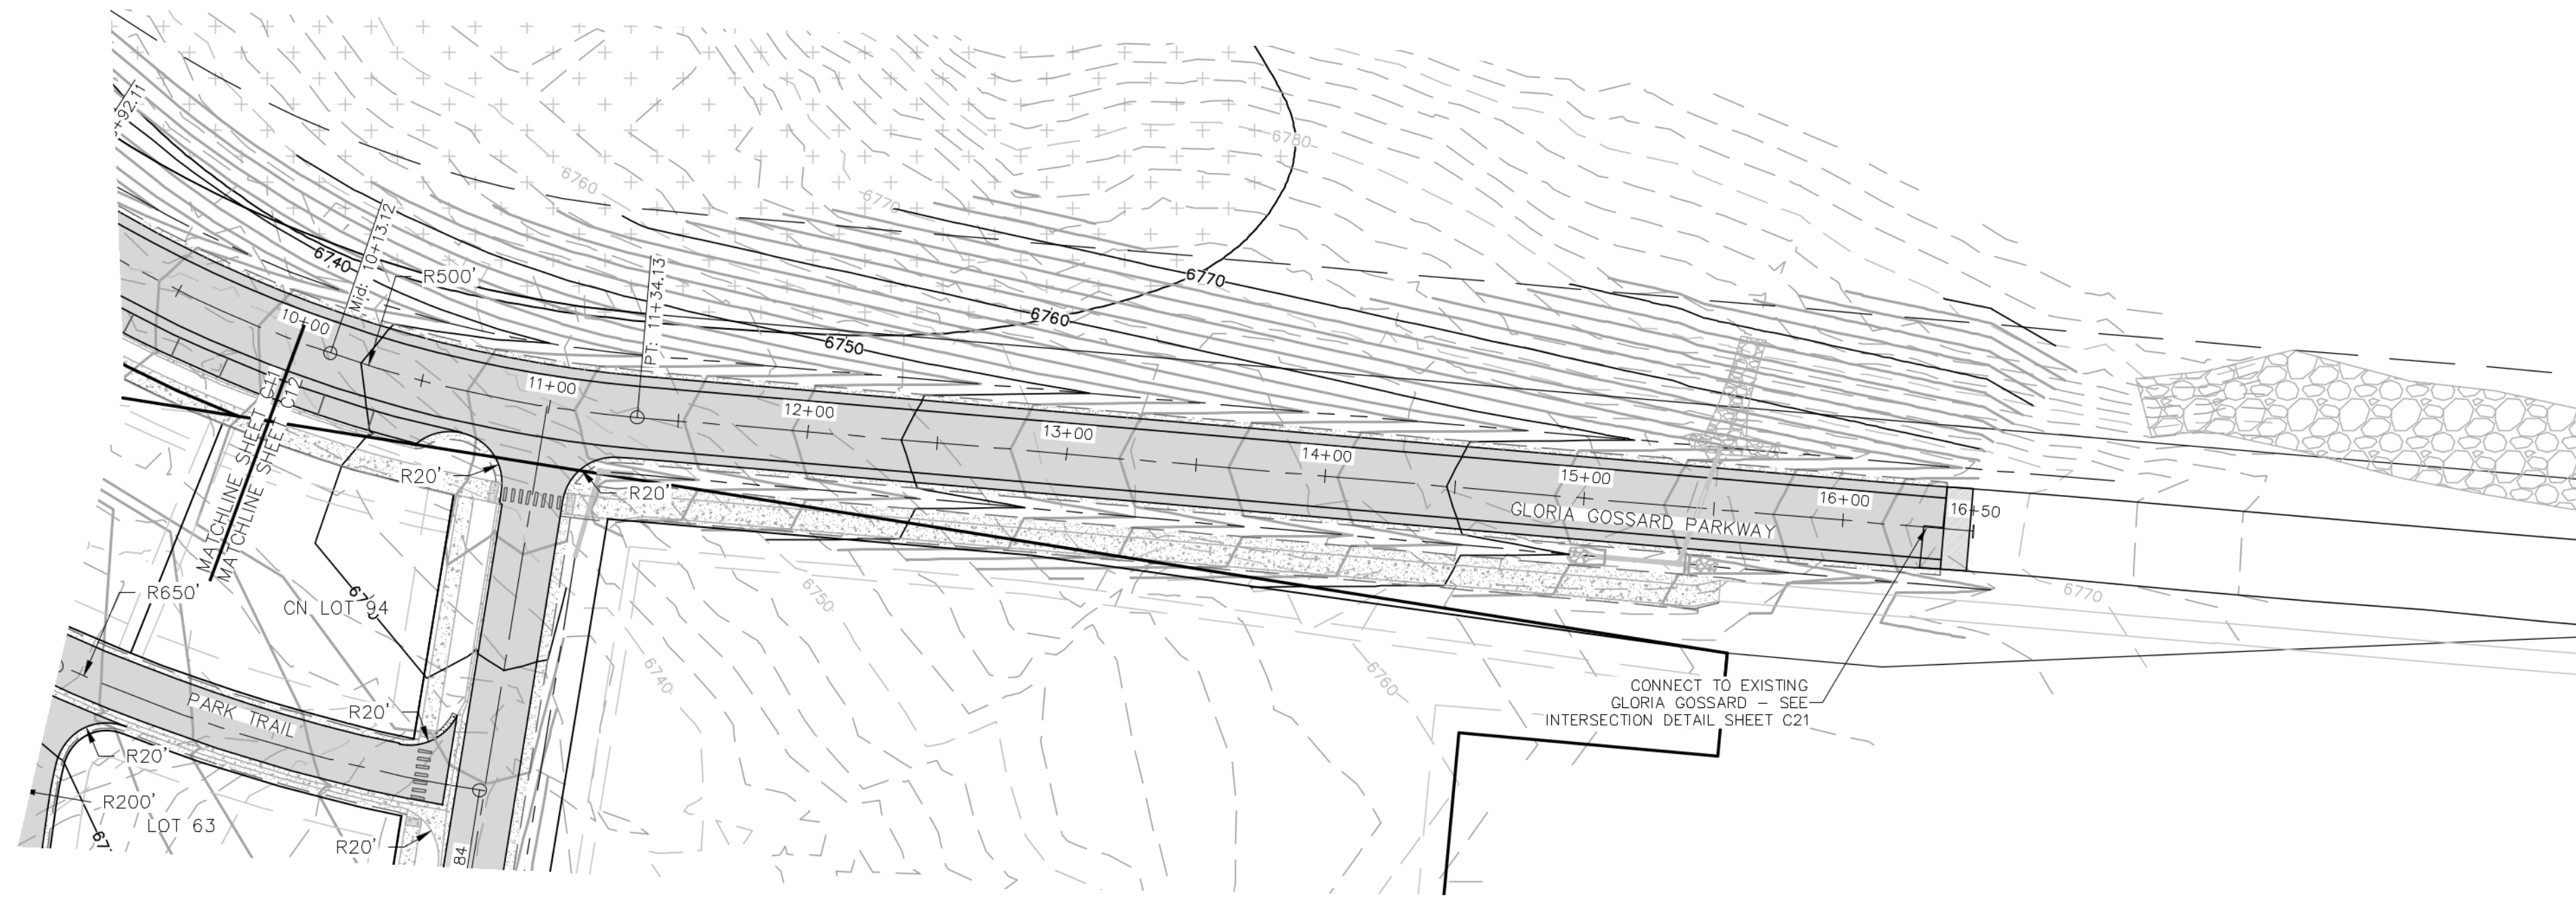 6780
6760
6770
6740
Mid: 10+13.12
R500'
6770
PT: 11+34.13
6760
10+00
6750
11+00
12+00
13+00
14+00
15+00
16+00
16+50
GLORIA GOSSARD PARKWAY
R20'
R20'
MATCHLINE SHEET C11
MATCHLINE SHEET C12
R650'
CN LOT 94
6750
6770
6740
6760
CONNECT TO EXISTING
GLORIA GOSSARD – SEE
INTERSECTION DETAIL SHEET C21
PARK TRAIL
R20'
R20'
R200'
LOT 63
R20'
84